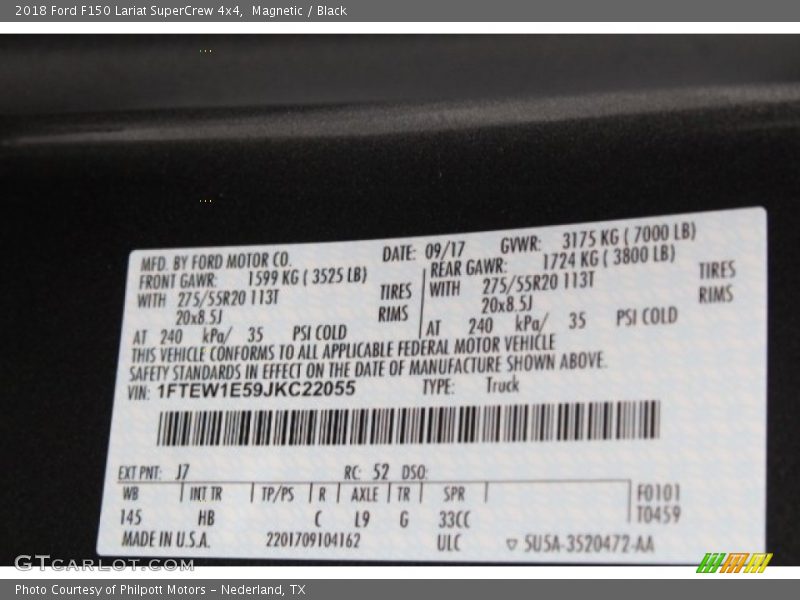 2018 Ford F150 Lariat SuperCrew 4x4, Magnetic / Black
MFD. BY FORD MOTOR CO. DATE: 09/17 GVWR: 3175 KG ( 7000 LB)
FRONT GAWR: 1599 KG ( 3525 LB) REAR GAWR: 1724 KG ( 3800 LB)
WITH 275/55R20 113T TIRES WITH 275/55R20 113T TIRES
20x8.5J RIMS 20x8.5J RIMS
AT 240 kPa/ 35 PSI COLD AT 240 kPa/ 35 PSI COLD
THIS VEHICLE CONFORMS TO ALL APPLICABLE FEDERAL MOTOR VEHICLE
SAFETY STANDARDS IN EFFECT ON THE DATE OF MANUFACTURE SHOWN ABOVE.
VIN: 1FTEW1E59JKC22055 TYPE: Truck
EXT PNT: J7 RC: 52 DSO:
WB INT TR TP/PS R AXLE TR SPR F0101
145 HB C L9 G 33CC T0459
MADE IN U.S.A. 2201709104162 ULC ▽ 5U5A-3520472-AA
GTCARLOT.COM
Photo Courtesy of Philpott Motors - Nederland, TX